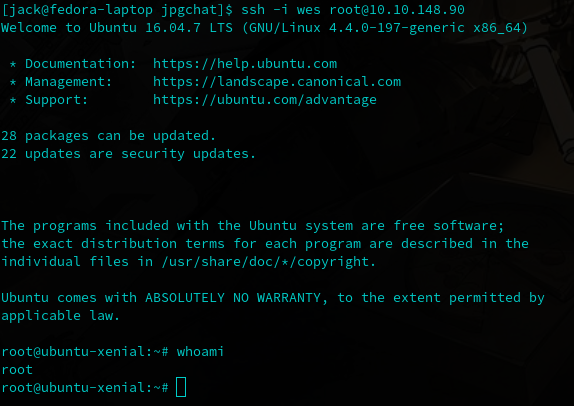 [jack@fedora-laptop jpgchat]$ ssh -i wes root@10.10.148.90
Welcome to Ubuntu 16.04.7 LTS (GNU/Linux 4.4.0-197-generic x86_64)
* Documentation:  https://help.ubuntu.com
* Management:     https://landscape.canonical.com
* Support:        https://ubuntu.com/advantage
28 packages can be updated.
22 updates are security updates.
The programs included with the Ubuntu system are free software;
the exact distribution terms for each program are described in the
individual files in /usr/share/doc/*/copyright.
Ubuntu comes with ABSOLUTELY NO WARRANTY, to the extent permitted by
applicable law.
root@ubuntu-xenial:~# whoami
root
root@ubuntu-xenial:~#